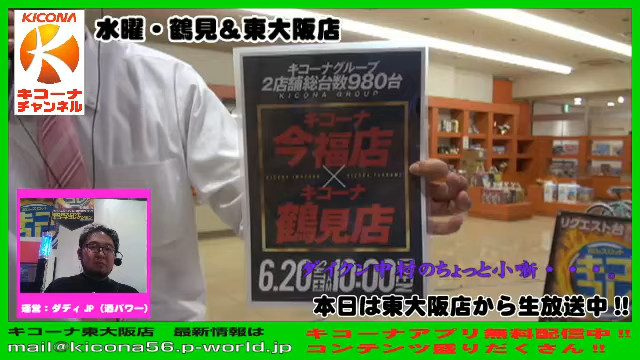 KICONA
キコーナ
チャンネル
水曜・鶴見＆東大阪店
キコーナグループ
2店舗総台数980台
KICONA GROUP
キコーナ
今福店
×
キコーナ
鶴見店
6.20
10:00
リクエスト台
ダイケン中村のちょっと小噺・・・。
本日は東大阪店から生放送中!!
運営：ダディJP（酒パワー）
キコーナ東大阪店　最新情報は
mail@kicona56.p-world.jp
キコーナアプリ無料配信中!!
コンテンツ盛りだくさん!!